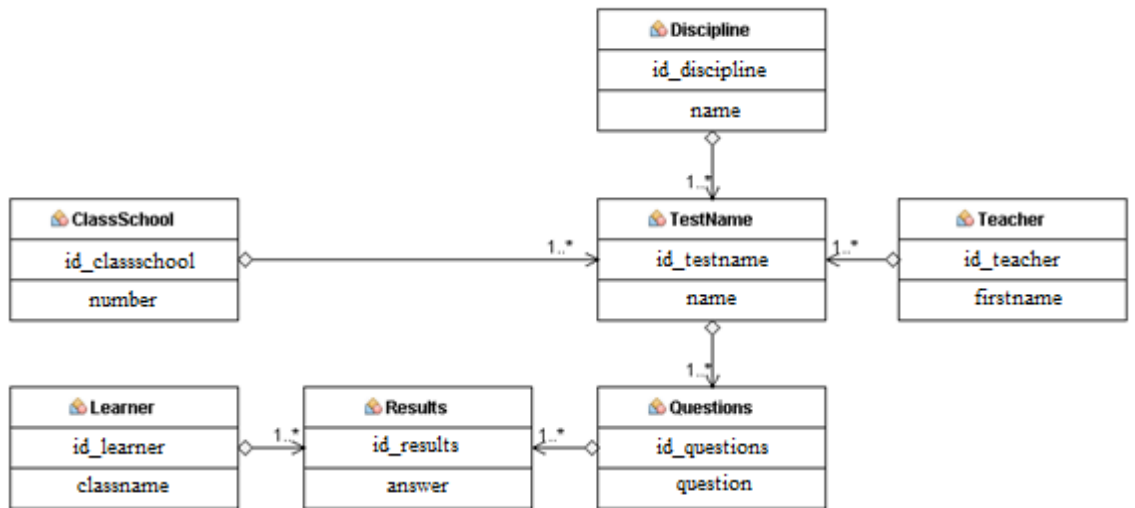 Discipline
id_discipline
name
1..*
ClassSchool
id_classschool
number
1..*
TestName
id_testname
name
1..*
Teacher
id_teacher
firstname
1..*
Learner
id_learner
classname
1..*
Results
id_results
answer
1..*
Questions
id_questions
question